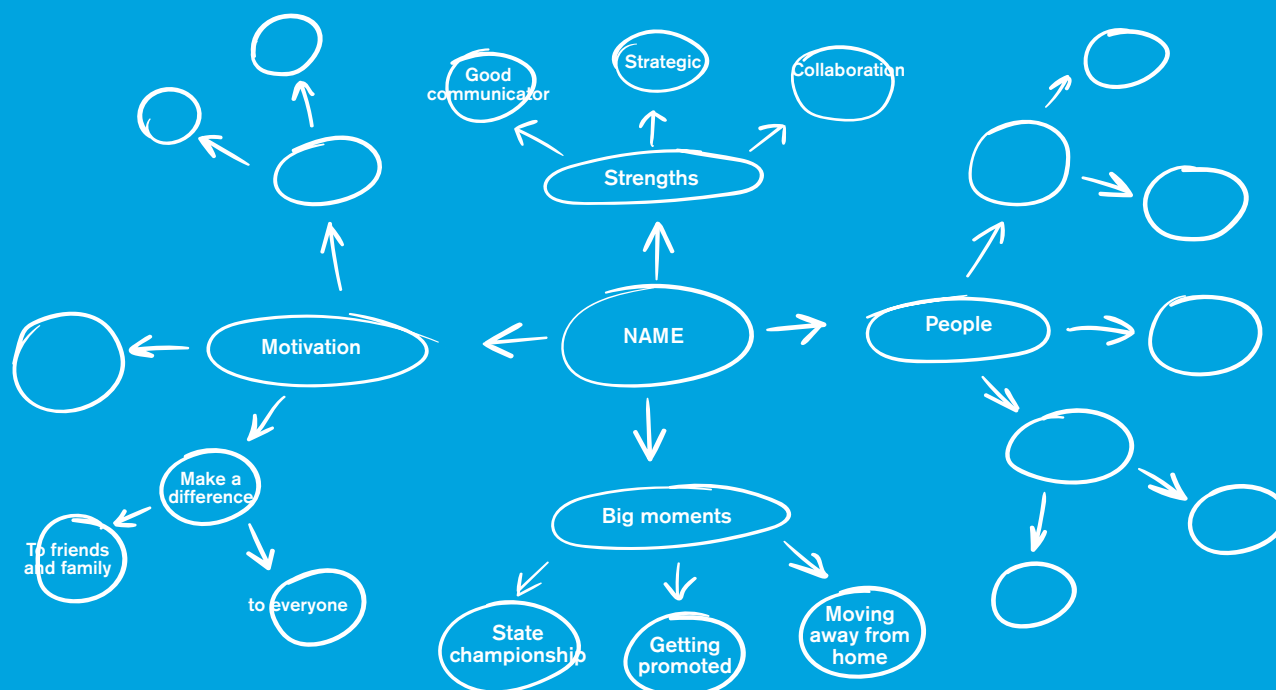 Good
communicator
Strategic
Collaboration
Strengths
Motivation
NAME
People
Make a
difference
To friends
and family
to everyone
Big moments
State
championship
Getting
promoted
Moving
away from
home